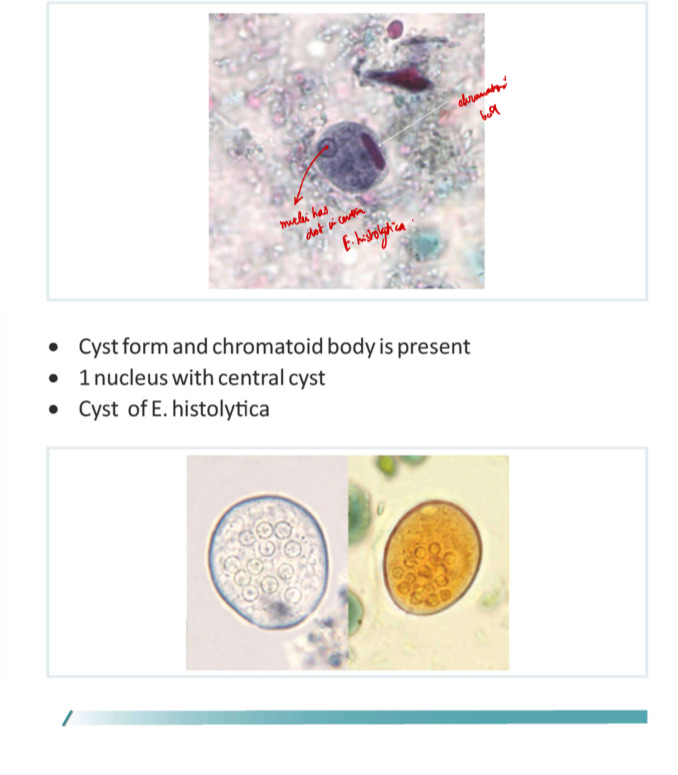 chromatoid
body
nuclei has
dot in centre
E. histolytica
• Cyst form and chromatoid body is present
• 1 nucleus with central cyst
• Cyst of E. histolytica